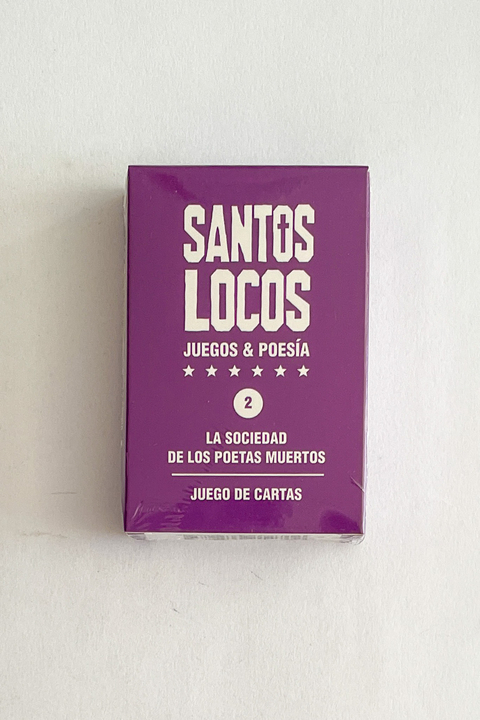 SANTOS
LOCOS
JUEGOS & POESÍA
2
LA SOCIEDAD
DE LOS POETAS MUERTOS
JUEGO DE CARTAS